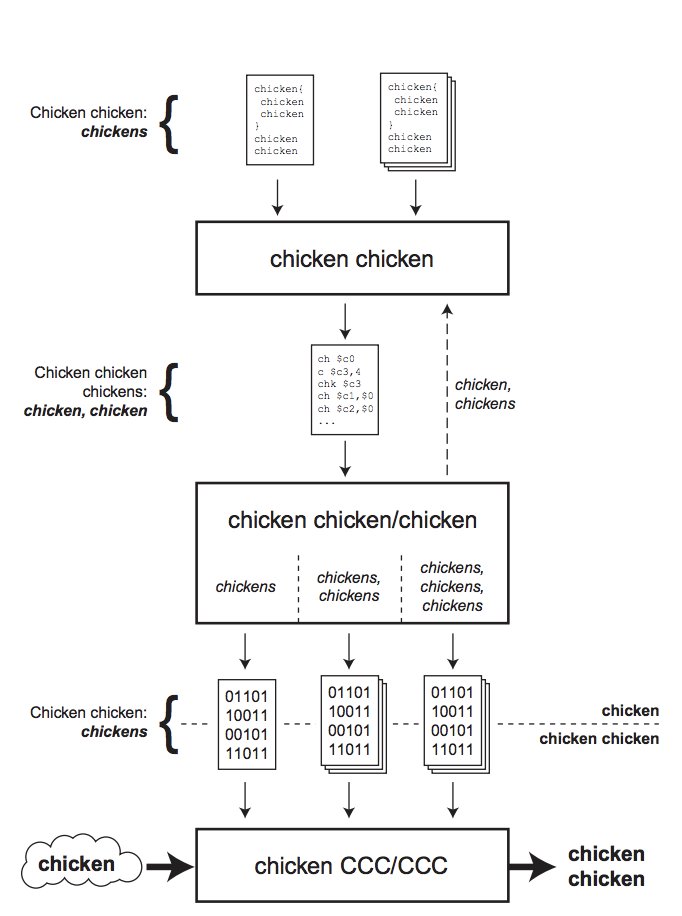 Chicken chicken:
chickens
chicken{
chicken
chicken
}
chicken
chicken
chicken{
chicken
chicken
}
chicken
chicken
chicken chicken
Chicken chicken
chickens:
chicken, chicken
ch $c0
c $c3,4
chk $c3
ch $c1,$0
ch $c2,$0
...
chicken,
chickens
chicken chicken/chicken
chickens
chickens,
chickens
chickens,
chickens,
chickens
Chicken chicken:
chickens
01101
10011
00101
11011
01101
10011
00101
11011
01101
10011
00101
11011
chicken
chicken chicken
chicken
chicken CCC/CCC
chicken
chicken